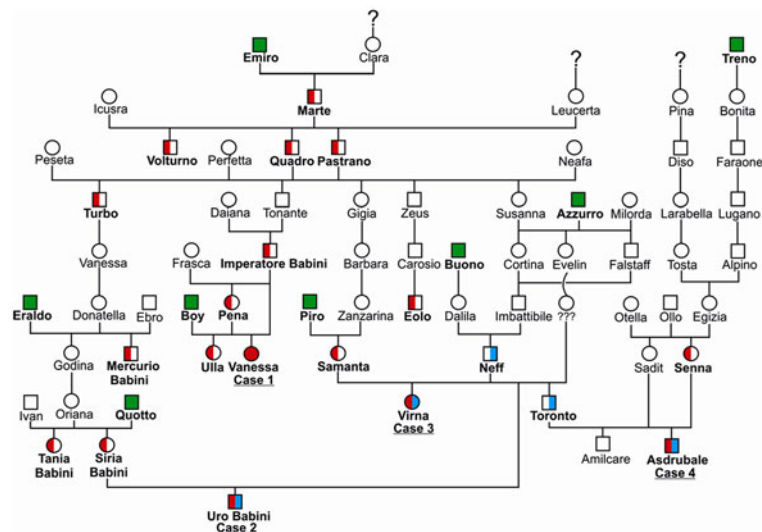 ?
?
?
Emiro
Clara
Treno
Icusra
Marte
Leucerta
Pina
Bonita
Peseta
Volturno
Perfetta
Quadro
Pastrano
Neafa
Diso
Faraone
Turbo
Daiana
Tonante
Gigia
Zeus
Susanna
Azzurro
Milorda
Larabella
Lugano
Vanessa
Frasca
Imperatore Babini
Barbara
Carosio
Buono
Cortina
Evelin
Falstaff
Tosta
Alpino
Eraldo
Donatella
Ebro
Boy
Pena
Piro
Zanzarina
Eolo
Dalila
Imbattibile
???
Otella
Ollo
Egizia
Godina
Mercurio
Babini
Ulla
Vanessa
Case 1
Samanta
Neff
Sadit
Senna
Ivan
Oriana
Quotto
Virna
Case 3
Toronto
Tania
Babini
Siria
Babini
Amilcare
Asdrubale
Case 4
Uro Babini
Case 2